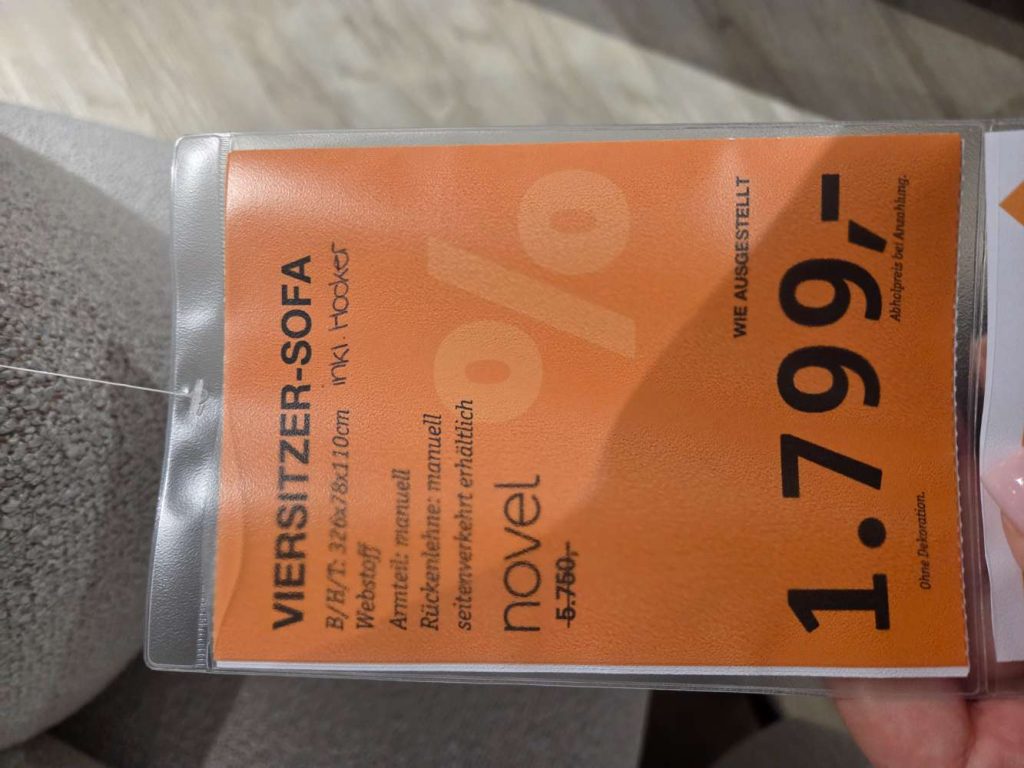 VIERSITZER-SOFA
B/H/T: 326x78x110cm inkl. Hocker
Webstoff
Armteil: manuell
Rückenlehne: manuell
seitenverkehrt erhältlich
%
novel
5.750,-
WIE AUSGESTELLT
1.799,-
Ohne Dekoration.
Abholpreis bei Anzahlung.